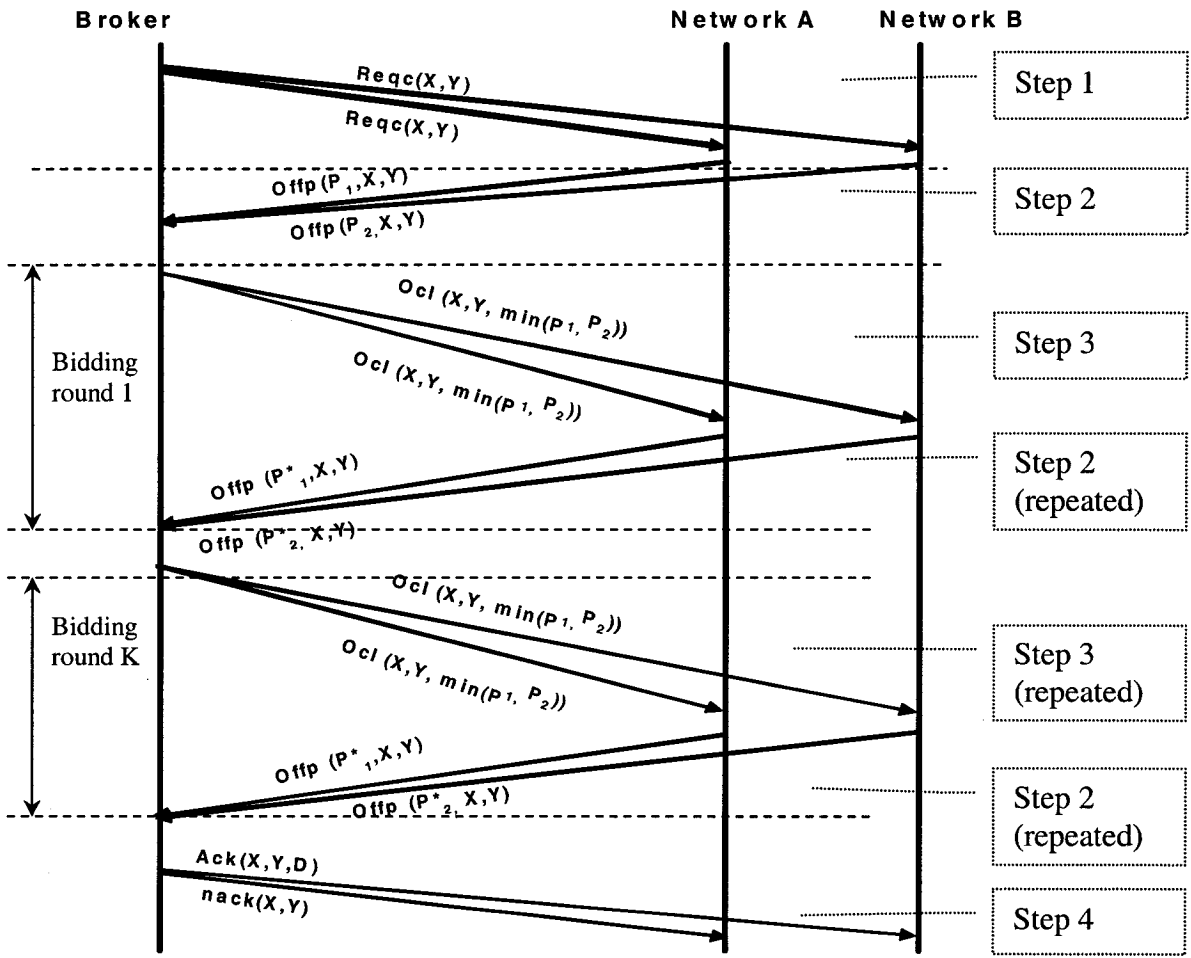 Broker Network A Network B
Reqc(X,Y)
Reqc(X,Y)
Step 1
Offp(P1,X,Y)
Offp(P2,X,Y)
Step 2
Bidding
round 1
Ocl (X,Y, min(P1, P2))
Ocl (X,Y, min(P1, P2))
Step 3
Offp (P*1,X,Y)
Offp (P*2, X,Y)
Step 2
(repeated)
Bidding
round K
Ocl (X,Y, min(P1, P2))
Ocl (X,Y, min(P1, P2))
Step 3
(repeated)
Offp (P*1,X,Y)
Offp (P*2, X,Y)
Step 2
(repeated)
Ack(X,Y,D)
nack(X,Y)
Step 4